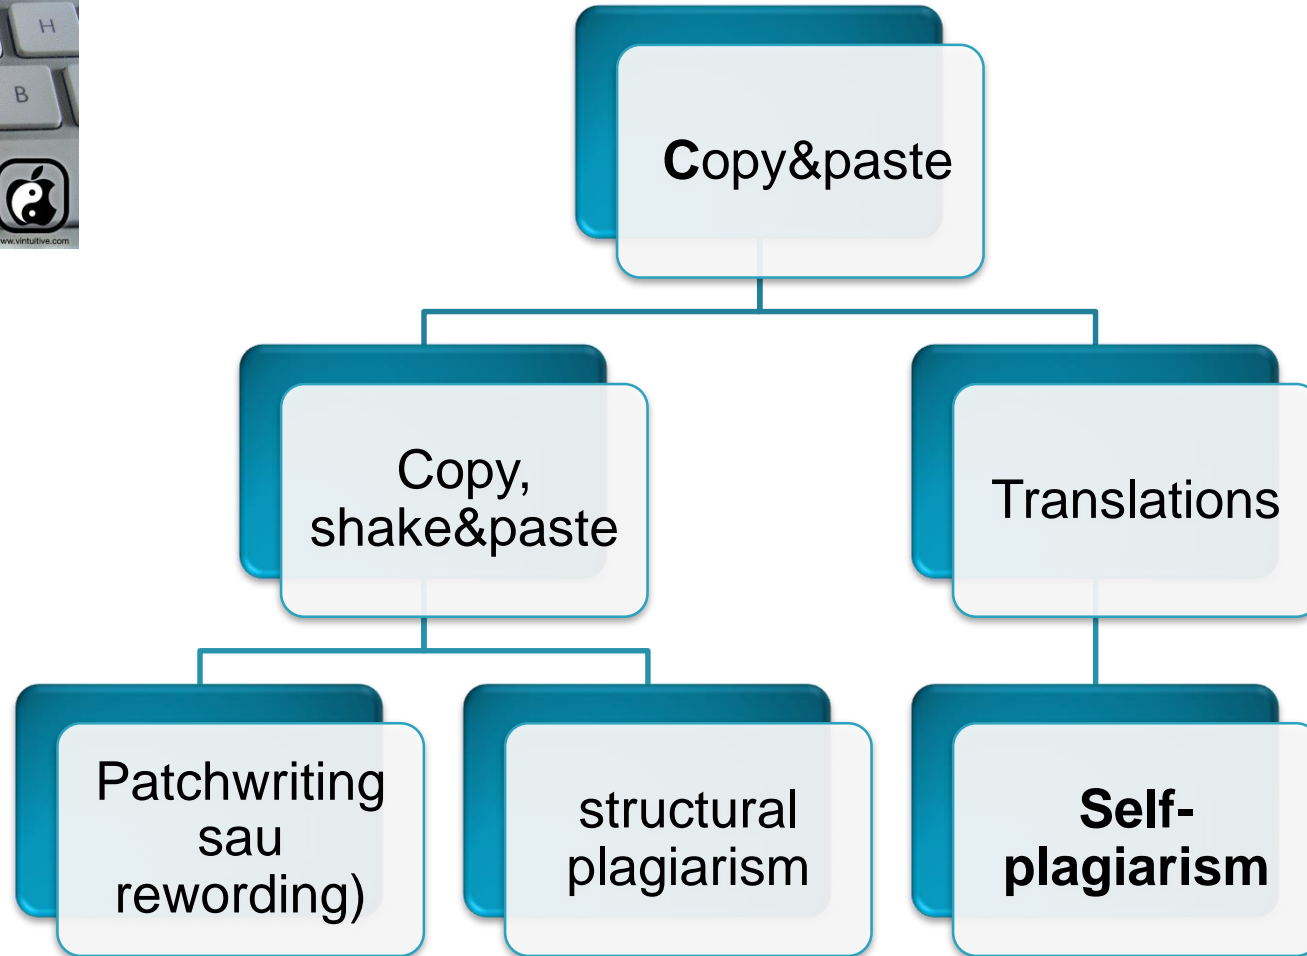 H
B
www.vintuitive.com
Copy&paste
Copy,
shake&paste
Translations
Patchwriting
sau
rewording)
structural
plagiarism
Self-
plagiarism